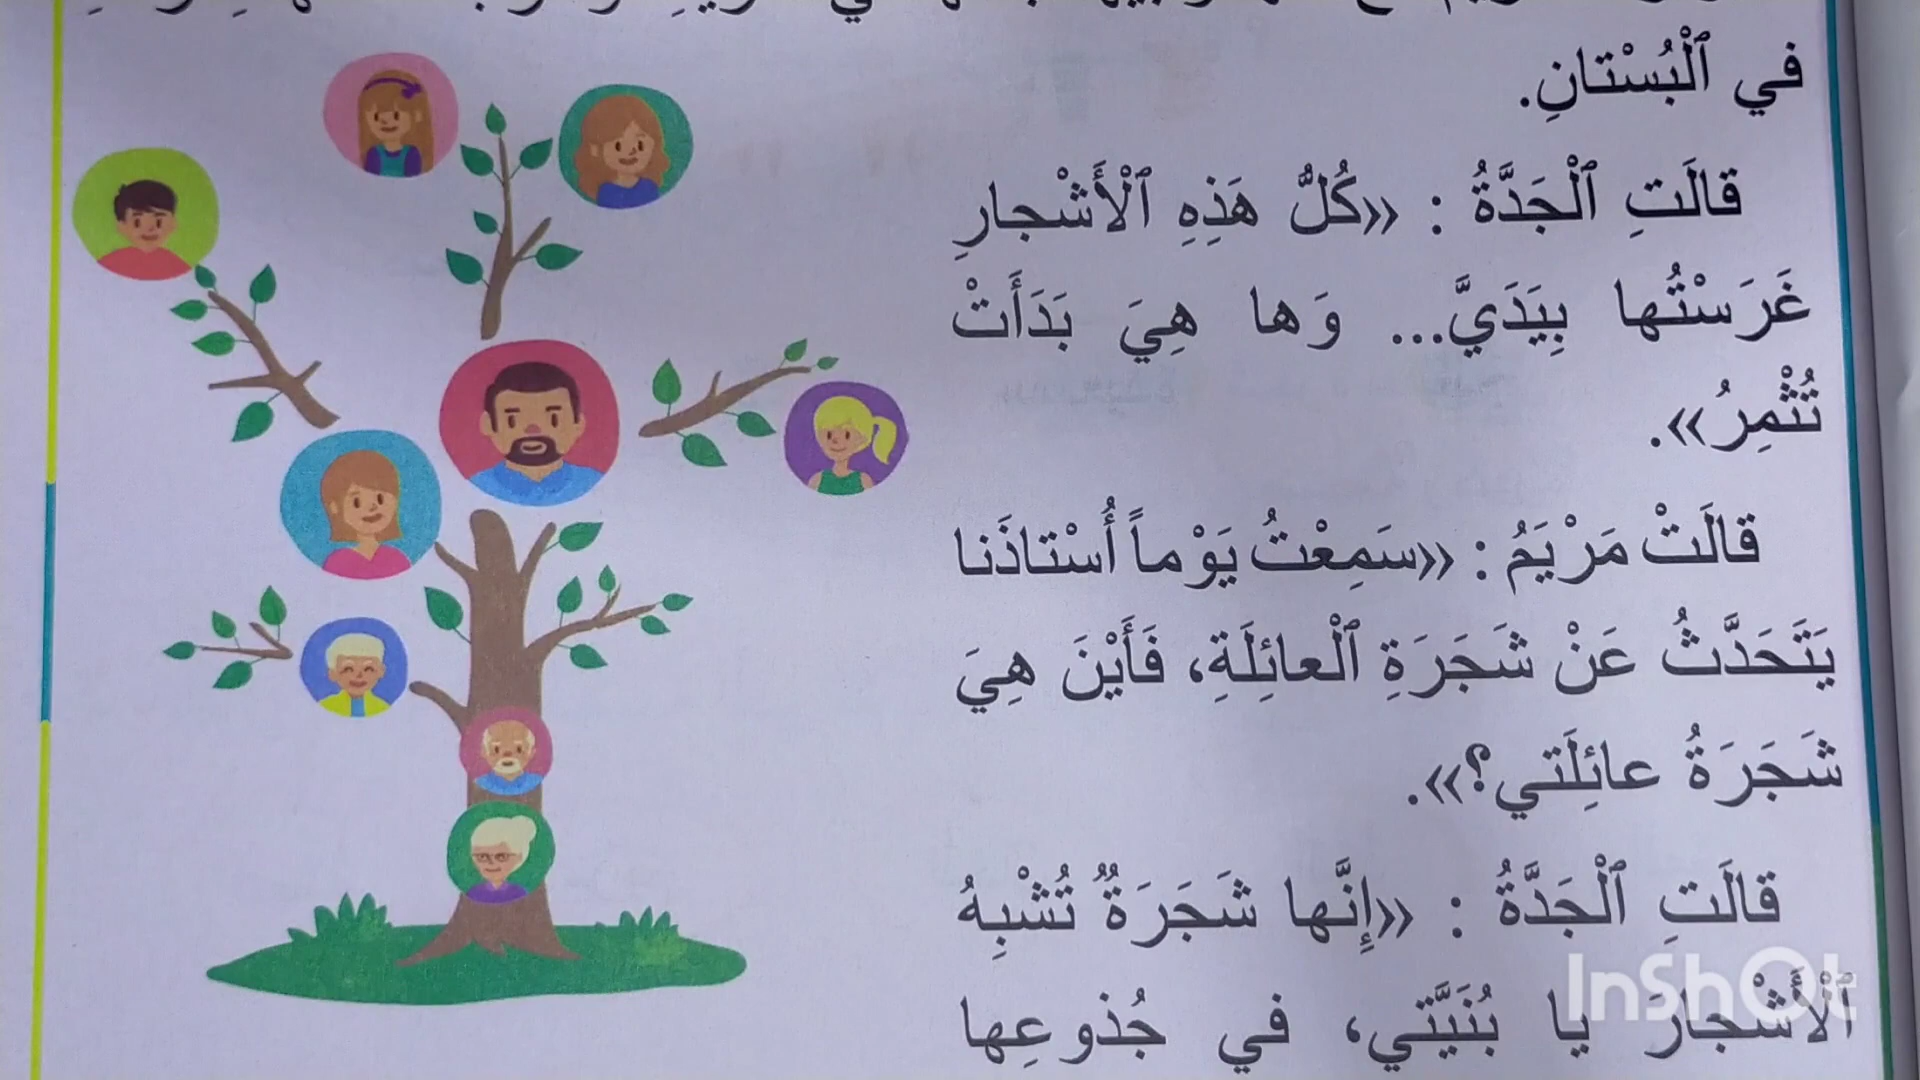 في ٱلْبُسْتانِ.
قالَتِ ٱلْجَدَّةُ : «كُلُّ هَذِهِ ٱلْأَشْجارِ
غَرَسْتُها بِيَدَيَّ... وَها هِيَ بَدَأَتْ
تُثْمِرُ».
قالَتْ مَرْيَمُ : «سَمِعْتُ يَوْماً أُسْتاذَنا
يَتَحَدَّثُ عَنْ شَجَرَةِ ٱلْعائِلَةِ، فَأَيْنَ هِيَ
شَجَرَةُ عائِلَتي؟».
قالَتِ ٱلْجَدَّةُ : «إِنَّها شَجَرَةٌ تُشْبِهُ
ٱلْأَشْجارَ يا بُنَيَّتي، في جُذوعِها
InShOt